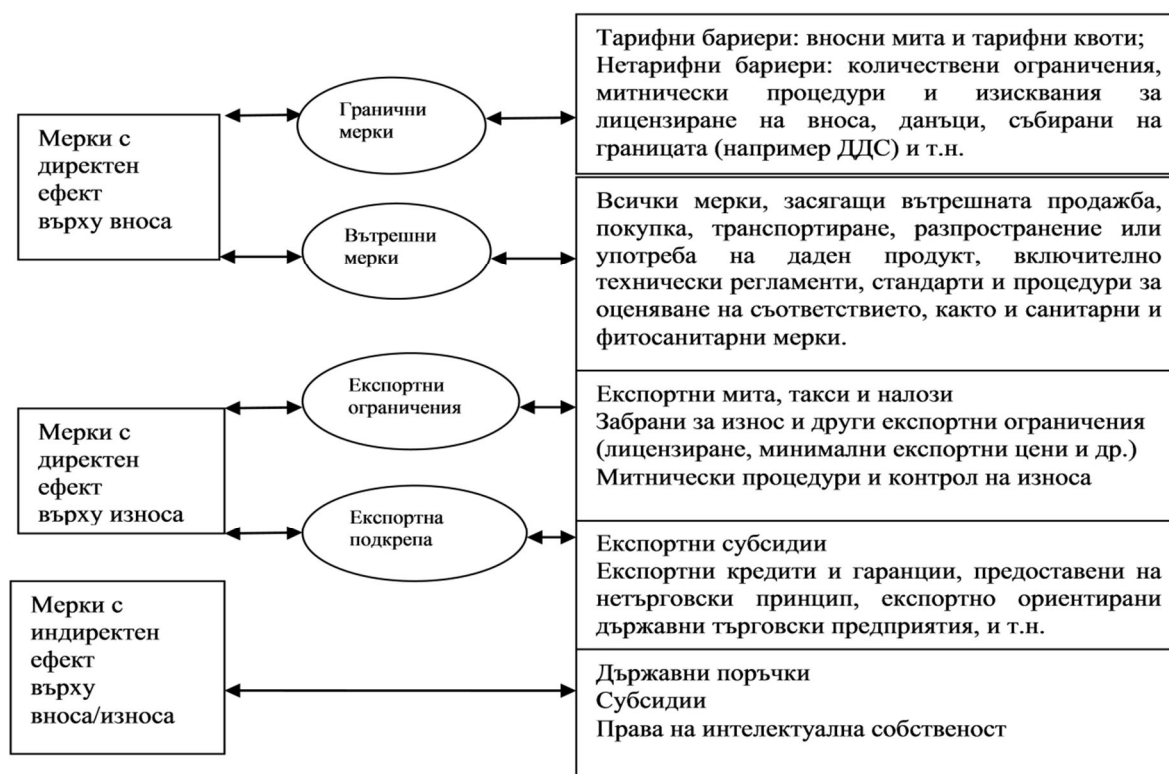 Мерки с
директен
ефект
върху вноса
Гранични
мерки
Тарифни бариери: вносни мита и тарифни квоти;
Нетарифни бариери: количествени ограничения,
митнически процедури и изисквания за
лицензиране на вноса, данъци, събирани на
границата (например ДДС) и т.н.
Вътрешни
мерки
Всички мерки, засягащи вътрешната продажба,
покупка, транспортиране, разпространение или
употреба на даден продукт, включително
технически регламенти, стандарти и процедури за
оценяване на съответствието, както и санитарни и
фитосанитарни мерки.
Мерки с
директен
ефект
върху износа
Експортни
ограничения
Експортни мита, такси и налози
Забрани за износ и други експортни ограничения
(лицензиране, минимални експортни цени и др.)
Митнически процедури и контрол на износа
Експортна
подкрепа
Експортни субсидии
Експортни кредити и гаранции, предоставени на
нетърговски принцип, експортно ориентирани
държавни търговски предприятия, и т.н.
Мерки с
индиректен
ефект
върху
вноса/износа
Държавни поръчки
Субсидии
Права на интелектуална собственост